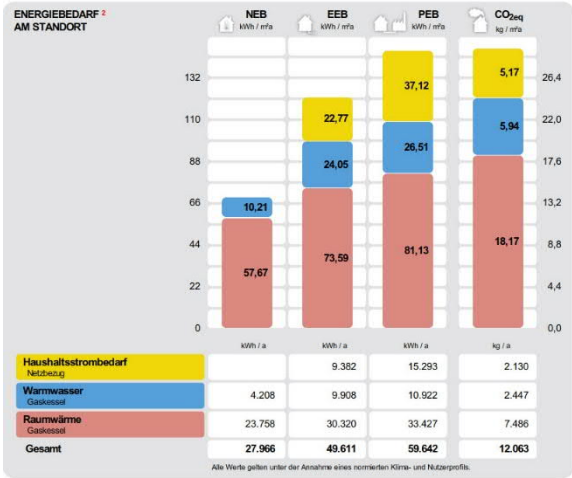 ENERGIEBEDARF ²
AM STANDORT
NEB
kWh / m²a
EEB
kWh / m²a
PEB
kWh / m²a
CO2eq
kg / m²a
132
37,12
5,17
26,4
110
22,77
26,51
5,94
22,0
88
24,05
17,6
66
10,21
13,2
44
57,67
73,59
81,13
18,17
8,8
22
4,4
0
0,0
kWh / a
kWh / a
kWh / a
kg / a
Haushaltsstrombedarf
Netzbezug
9.382
15.293
2.130
Warmwasser
Gaskessel
4.208
9.908
10.922
2.447
Raumwärme
Gaskessel
23.758
30.320
33.427
7.486
Gesamt
27.966
49.611
59.642
12.063
Alle Werte gelten unter der Annahme eines normierten Klima- und Nutzerprofils.